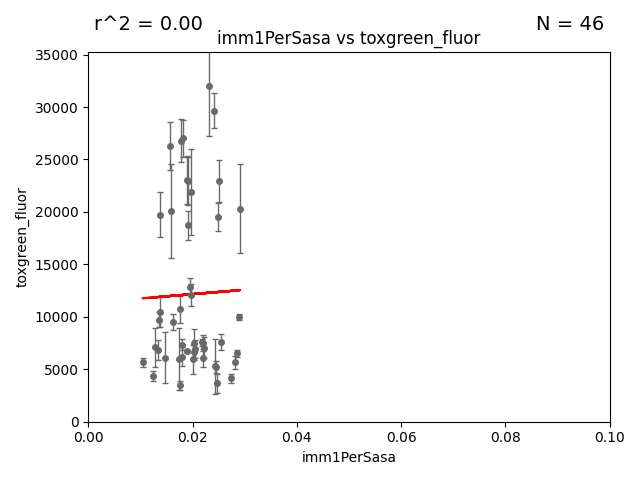 r^2 = 0.00
N = 46
imm1PerSasa vs toxgreen_fluor
35000
30000
25000
20000
15000
10000
5000
0
toxgreen_fluor
0.00 0.02 0.04 0.06 0.08 0.10
imm1PerSasa